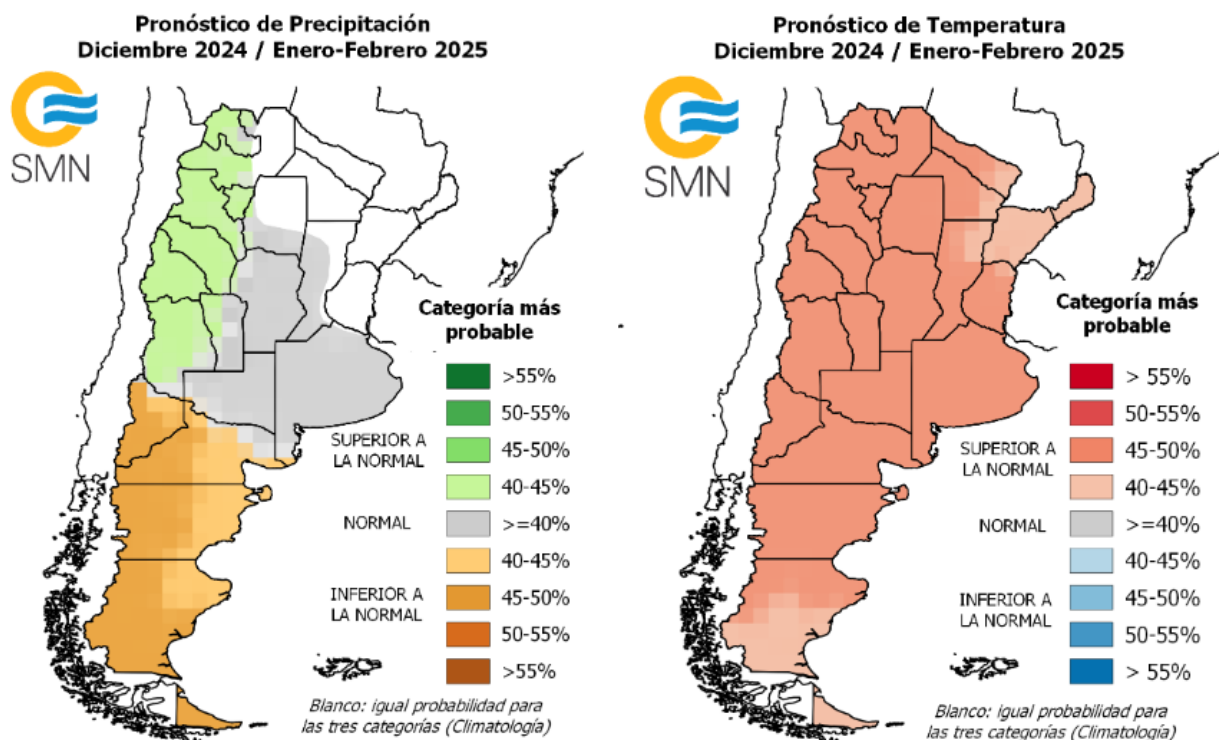 Pronóstico de Precipitación
Diciembre 2024 / Enero-Febrero 2025
SMN
Categoría más
probable
>55%
50-55%
45-50%
SUPERIOR A
LA NORMAL
40-45%
NORMAL
>=40%
40-45%
INFERIOR A
LA NORMAL
45-50%
50-55%
>55%
Blanco: igual probabilidad para
las tres categorías (Climatología)
Pronóstico de Temperatura
Diciembre 2024 / Enero-Febrero 2025
SMN
Categoría más
probable
> 55%
50-55%
45-50%
SUPERIOR A
LA NORMAL
40-45%
NORMAL
>=40%
40-45%
INFERIOR A
LA NORMAL
45-50%
50-55%
> 55%
Blanco: igual probabilidad para
las tres categorías (Climatología)